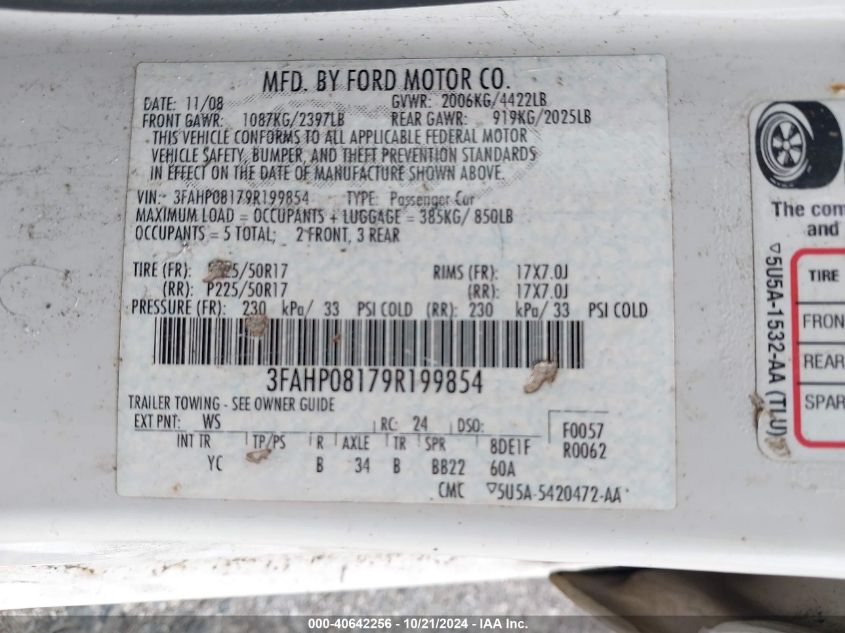 MFD. BY FORD MOTOR CO.
DATE: 11/08 GVWR: 2006KG/4422LB
FRONT GAWR: 1087KG/2397LB REAR GAWR: 919KG/2025LB
THIS VEHICLE CONFORMS TO ALL APPLICABLE FEDERAL MOTOR
VEHICLE SAFETY, BUMPER, AND THEFT PREVENTION STANDARDS
IN EFFECT ON THE DATE OF MANUFACTURE SHOWN ABOVE.
VIN: 3FAHP08179R199854 TYPE: Passenger Car
MAXIMUM LOAD = OCCUPANTS + LUGGAGE = 385KG/ 850LB
OCCUPANTS = 5 TOTAL; 2 FRONT, 3 REAR
TIRE (FR): P225/50R17 RIMS (FR): 17X7.0J
(RR): P225/50R17 (RR): 17X7.0J
PRESSURE (FR): 230 kPa/ 33 PSI COLD (RR): 230 kPa/ 33 PSI COLD
3FAHP08179R199854
TRAILER TOWING - SEE OWNER GUIDE
EXT PNT: WS RC: 24 DSO: F0057
INT TR TP/PS R AXLE TR SPR 8DE1F R0062
YC B 34 B BB22 60A
CMC ▽5U5A-5420472-AA
The com
and
TIRE
FRON
REAR
SPAR
▽5U5A-1532-AA (TLU)
000-40642256 - 10/21/2024 - IAA Inc.